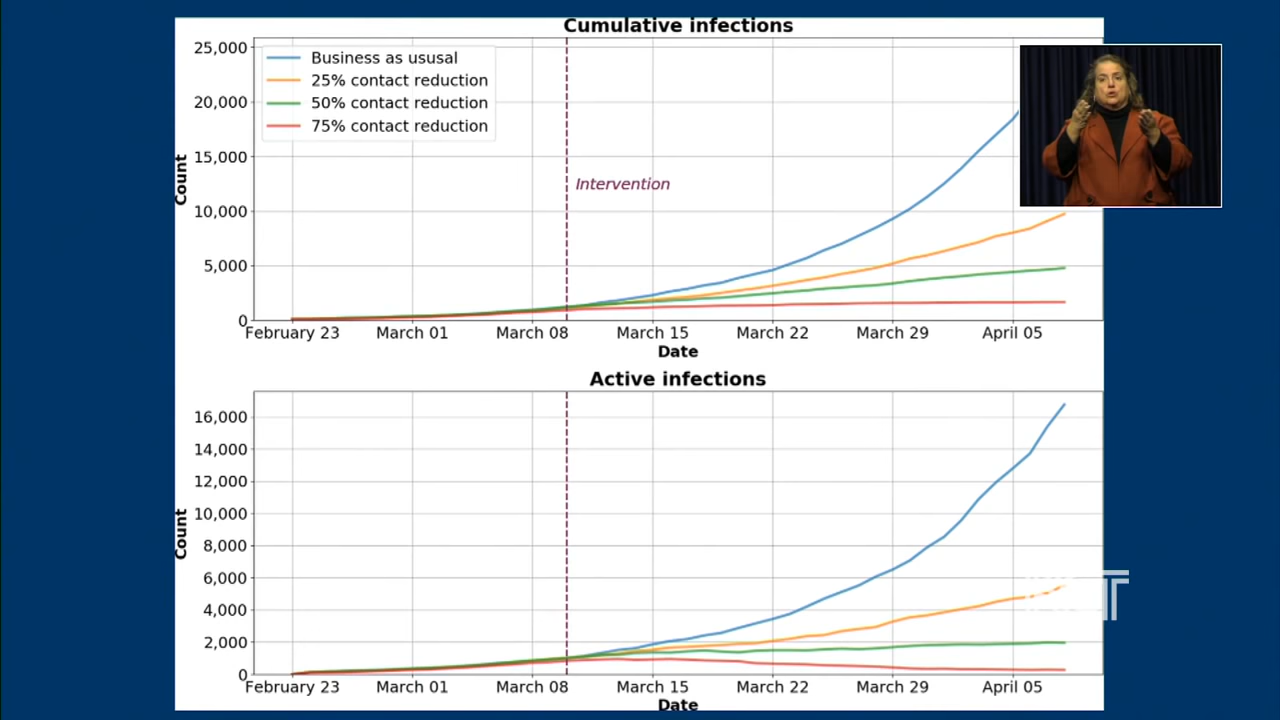 Cumulative infections
25,000
20,000
15,000
10,000
5,000
0
Count
Business as ususal
25% contact reduction
50% contact reduction
75% contact reduction
Intervention
February 23 March 01 March 08 March 15 March 22 March 29 April 05
Date
Active infections
16,000
14,000
12,000
10,000
8,000
6,000
4,000
2,000
0
Count
February 23 March 01 March 08 March 15 March 22 March 29 April 05
Date